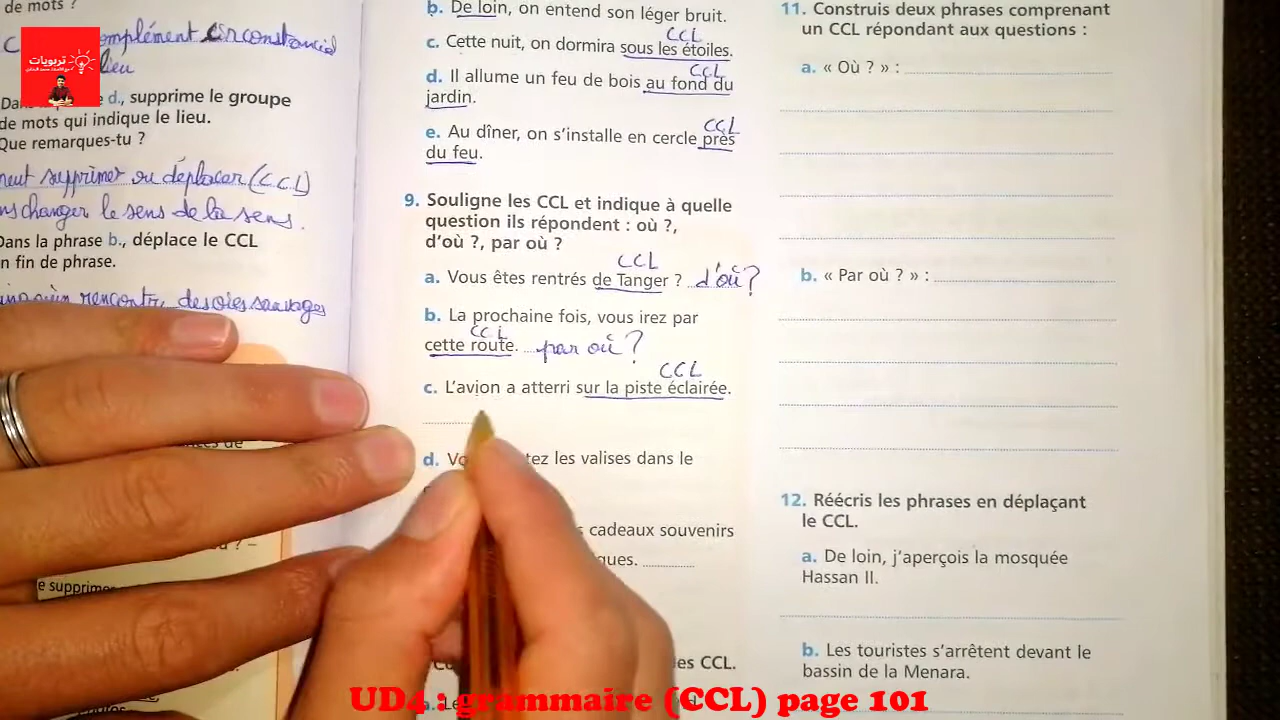 de mots ?
complément circonstanciel
lieu
تربويات
d., supprime le groupe
de mots qui indique le lieu.
Que remarques-tu ?
peut supprimer ou déplacer (C.C.L)
sans changer le sens de la sens.
Dans la phrase b., déplace le CCL
en fin de phrase.
rencontre des oies sauvages
b. De loin, on entend son léger bruit.
CCL
c. Cette nuit, on dormira sous les étoiles.
CCL
d. Il allume un feu de bois au fond du
jardin.
CCL
e. Au dîner, on s'installe en cercle près
du feu.
9. Souligne les CCL et indique à quelle
question ils répondent : où ?,
d'où ?, par où ?
CCL
a. Vous êtes rentrés de Tanger ? d'où ?
b. La prochaine fois, vous irez par
CCL
cette route. par où ?
CCL
c. L'avion a atterri sur la piste éclairée.
d. les valises dans le
cadeaux souvenirs
CCL.
a.
11. Construis deux phrases comprenant
un CCL répondant aux questions :
a. « Où ? » :
b. « Par où ? » :
12. Réécris les phrases en déplaçant
le CCL.
a. De loin, j'aperçois la mosquée
Hassan II.
b. Les touristes s'arrêtent devant le
bassin de la Menara.
UD4 : grammaire (CCL) page 101